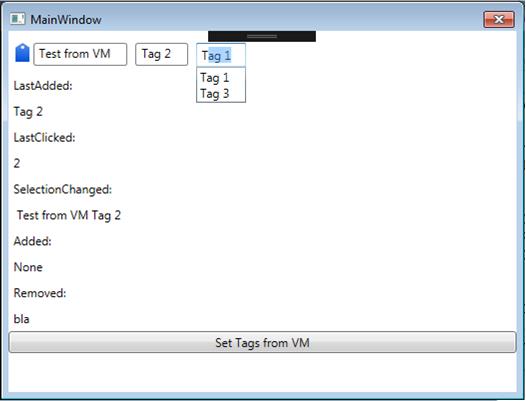 MainWindow
Test from VM Tag 2 Tag 1
Tag 1
Tag 3
LastAdded:
Tag 2
LastClicked:
2
SelectionChanged:
Test from VM Tag 2
Added:
None
Removed:
bla
Set Tags from VM